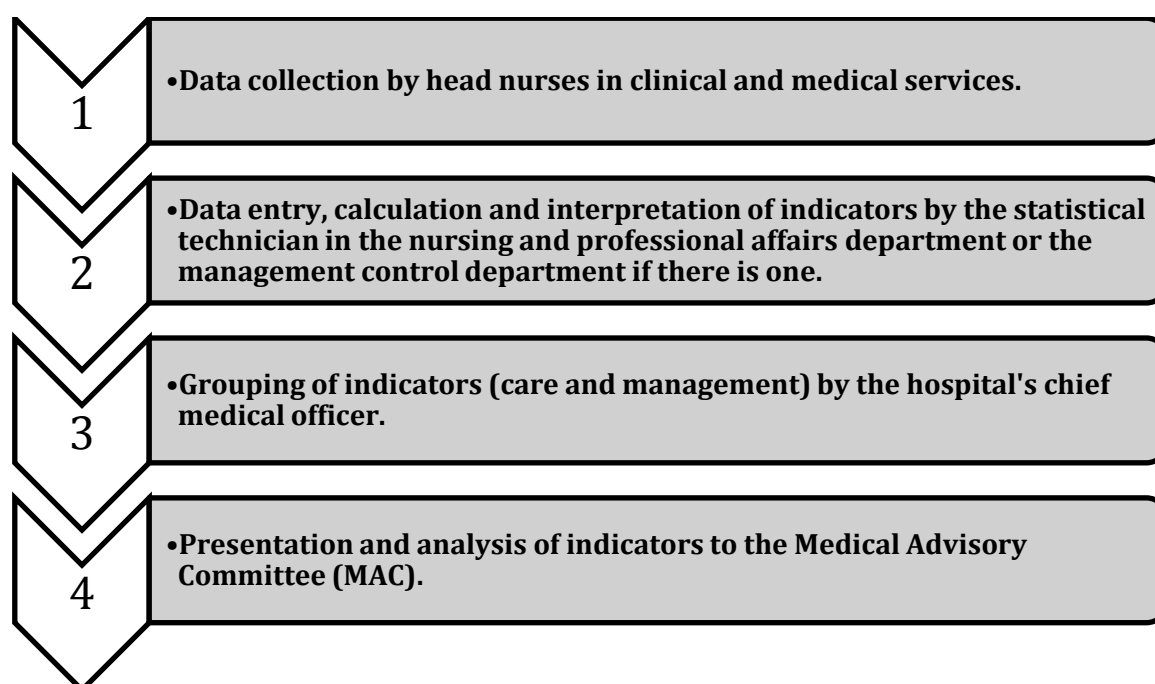 1
•Data collection by head nurses in clinical and medical services.
2
•Data entry, calculation and interpretation of indicators by the statistical
technician in the nursing and professional affairs department or the
management control department if there is one.
3
•Grouping of indicators (care and management) by the hospital's chief
medical officer.
4
•Presentation and analysis of indicators to the Medical Advisory
Committee (MAC).